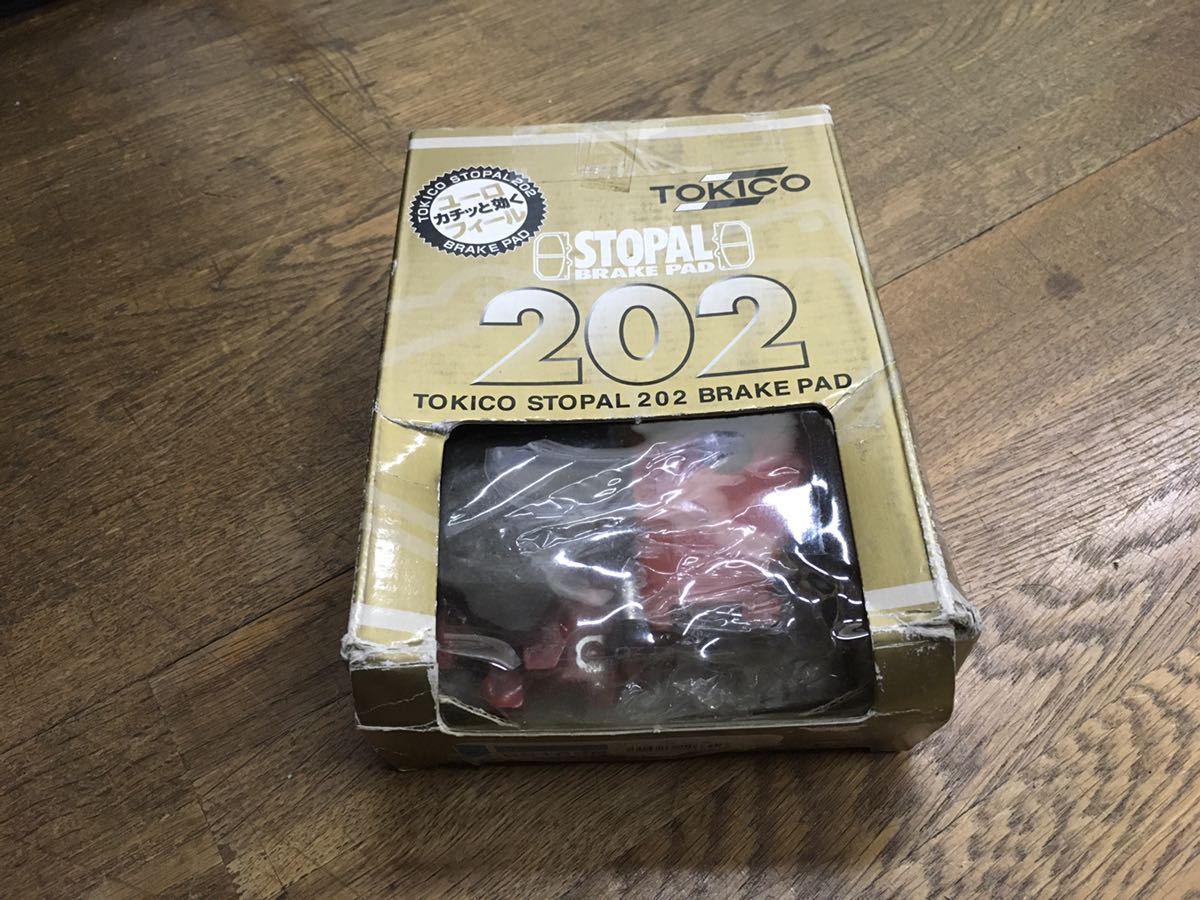 TOKICO STOPAL 202
ユーロ
カチッと効く
フィール
BRAKE PAD
TOKICO
STOPAL
BRAKE PAD
202
TOKICO STOPAL 202 BRAKE PAD